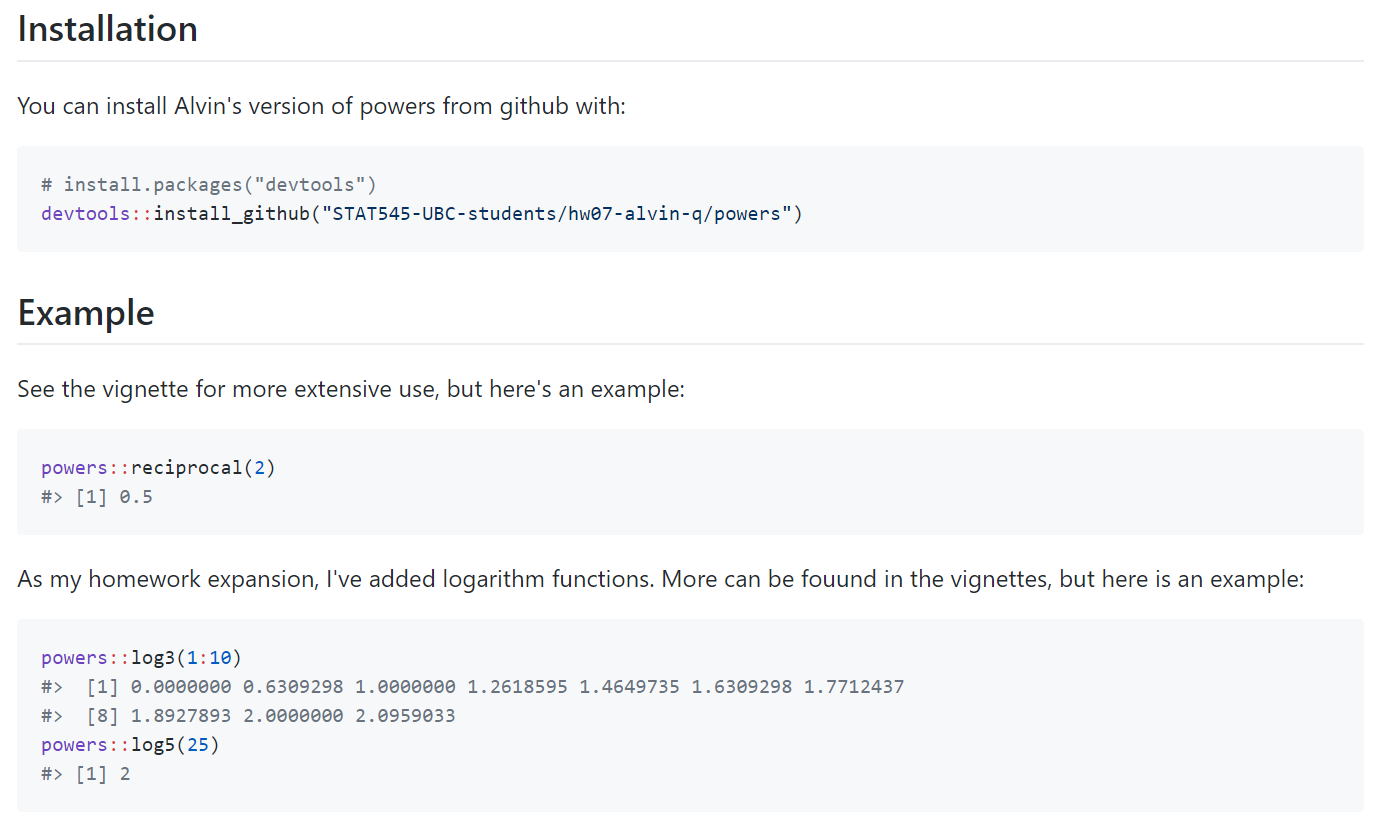 Installation
You can install Alvin's version of powers from github with:
# install.packages("devtools")
devtools::install_github("STAT545-UBC-students/hw07-alvin-q/powers")
Example
See the vignette for more extensive use, but here's an example:
powers::reciprocal(2)
#> [1] 0.5
As my homework expansion, I've added logarithm functions. More can be fouund in the vignettes, but here is an example:
powers::log3(1:10)
#>  [1] 0.0000000 0.6309298 1.0000000 1.2618595 1.4649735 1.6309298 1.7712437
#>  [8] 1.8927893 2.0000000 2.0959033
powers::log5(25)
#> [1] 2